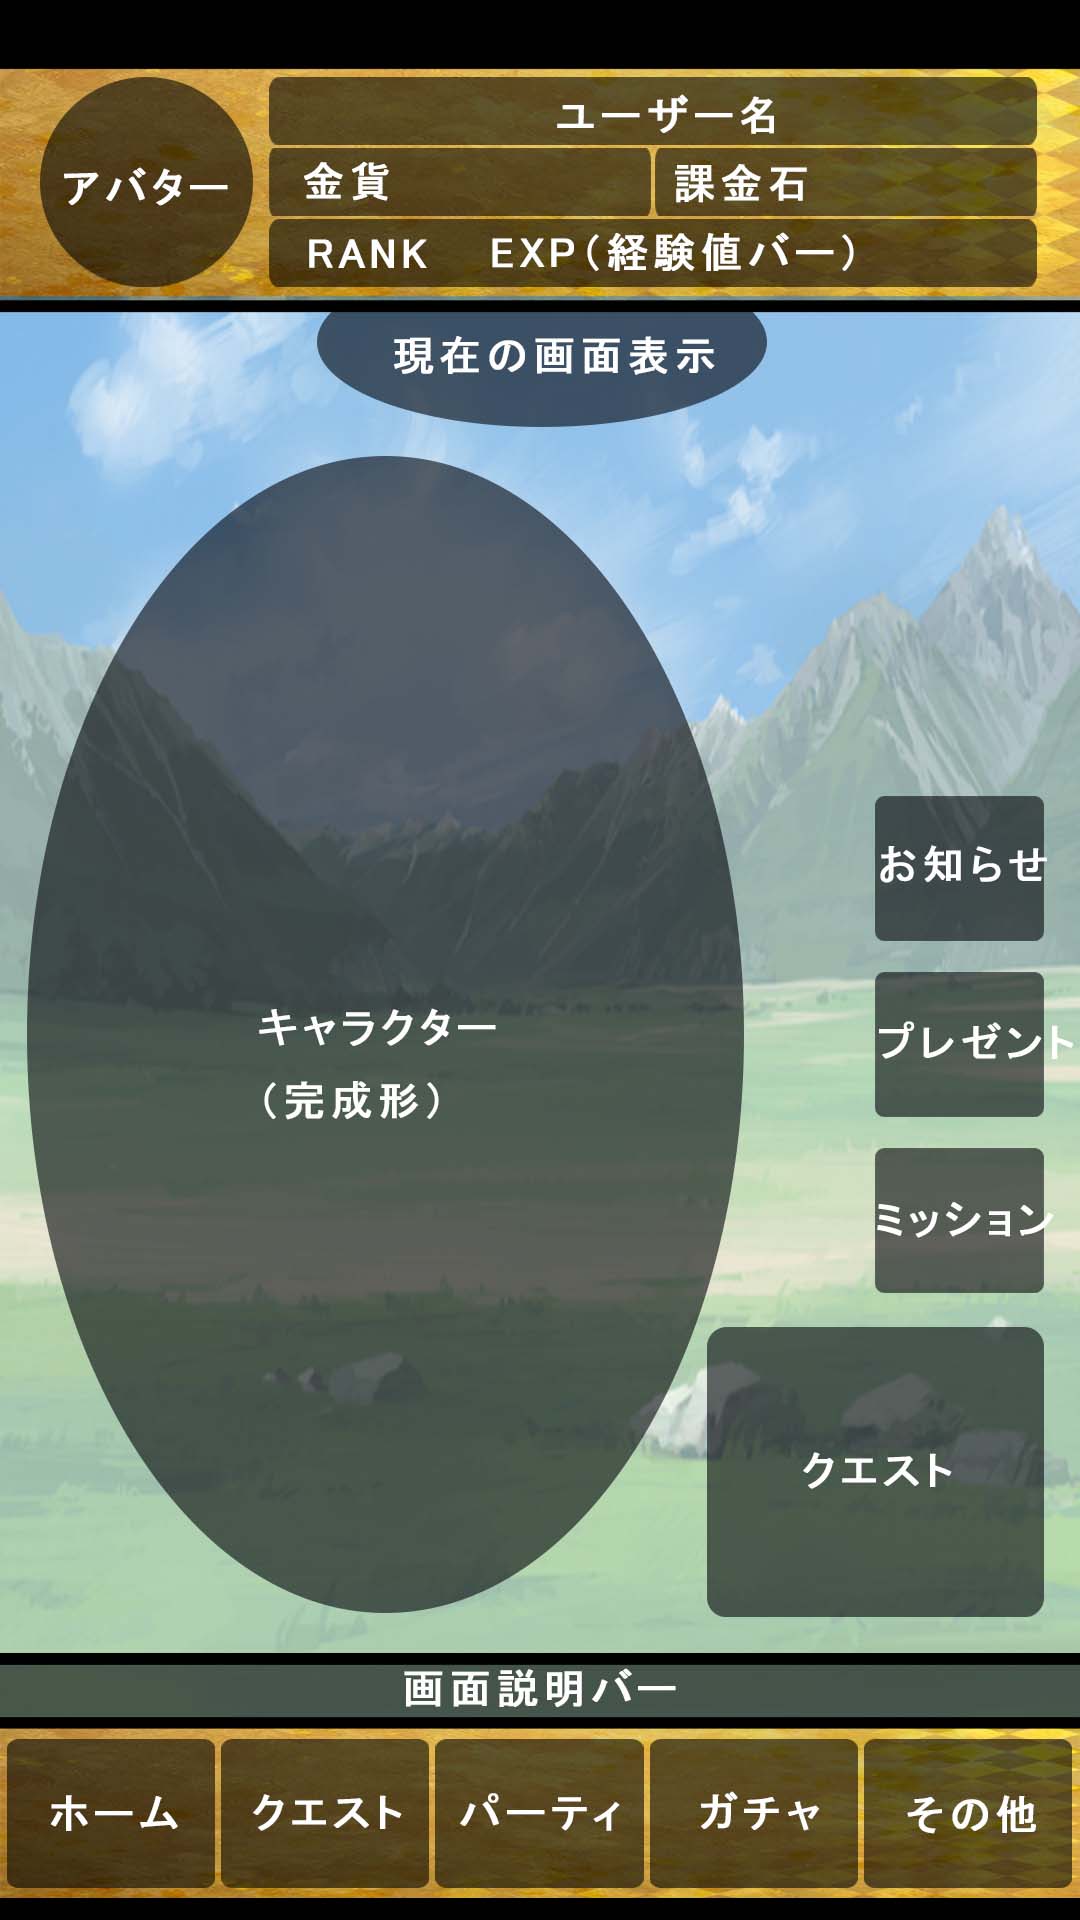 ユーザー名
アバター
金貨
課金石
RANK EXP（経験値バー）
現在の画面表示
お知らせ
キャラクター
（完成形）
プレゼント
ミッション
クエスト
画面説明バー
ホーム
クエスト
パーティ
ガチャ
その他